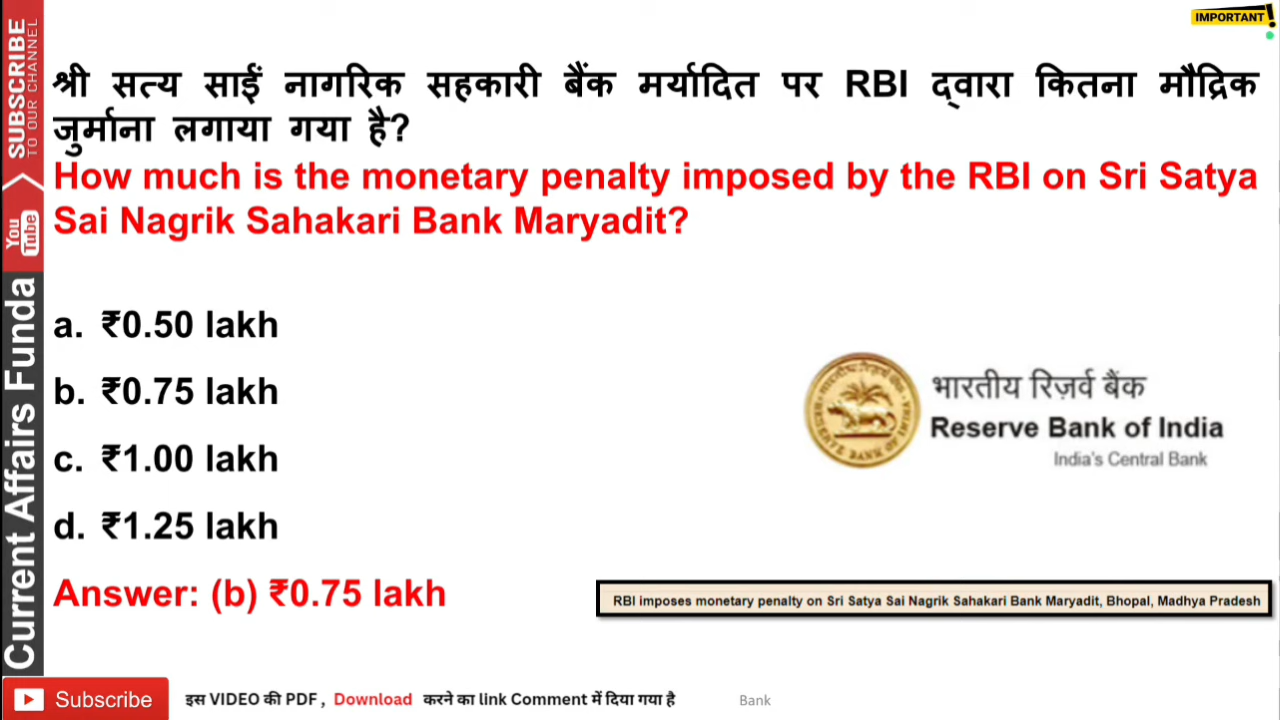 IMPORTANT!
श्री सत्य साईं नागरिक सहकारी बैंक मर्यादित पर RBI द्वारा कितना मौद्रिक
जुर्माना लगाया गया है?
How much is the monetary penalty imposed by the RBI on Sri Satya
Sai Nagrik Sahakari Bank Maryadit?
a. ₹0.50 lakh
b. ₹0.75 lakh
c. ₹1.00 lakh
d. ₹1.25 lakh
Answer: (b) ₹0.75 lakh
भारतीय रिज़र्व बैंक
Reserve Bank of India
India's Central Bank
RBI imposes monetary penalty on Sri Satya Sai Nagrik Sahakari Bank Maryadit, Bhopal, Madhya Pradesh
SUBSCRIBE
TO OUR CHANNEL
You
Tube
Current Affairs Funda
Subscribe
इस VIDEO की PDF , Download करने का link Comment में दिया गया है
Bank